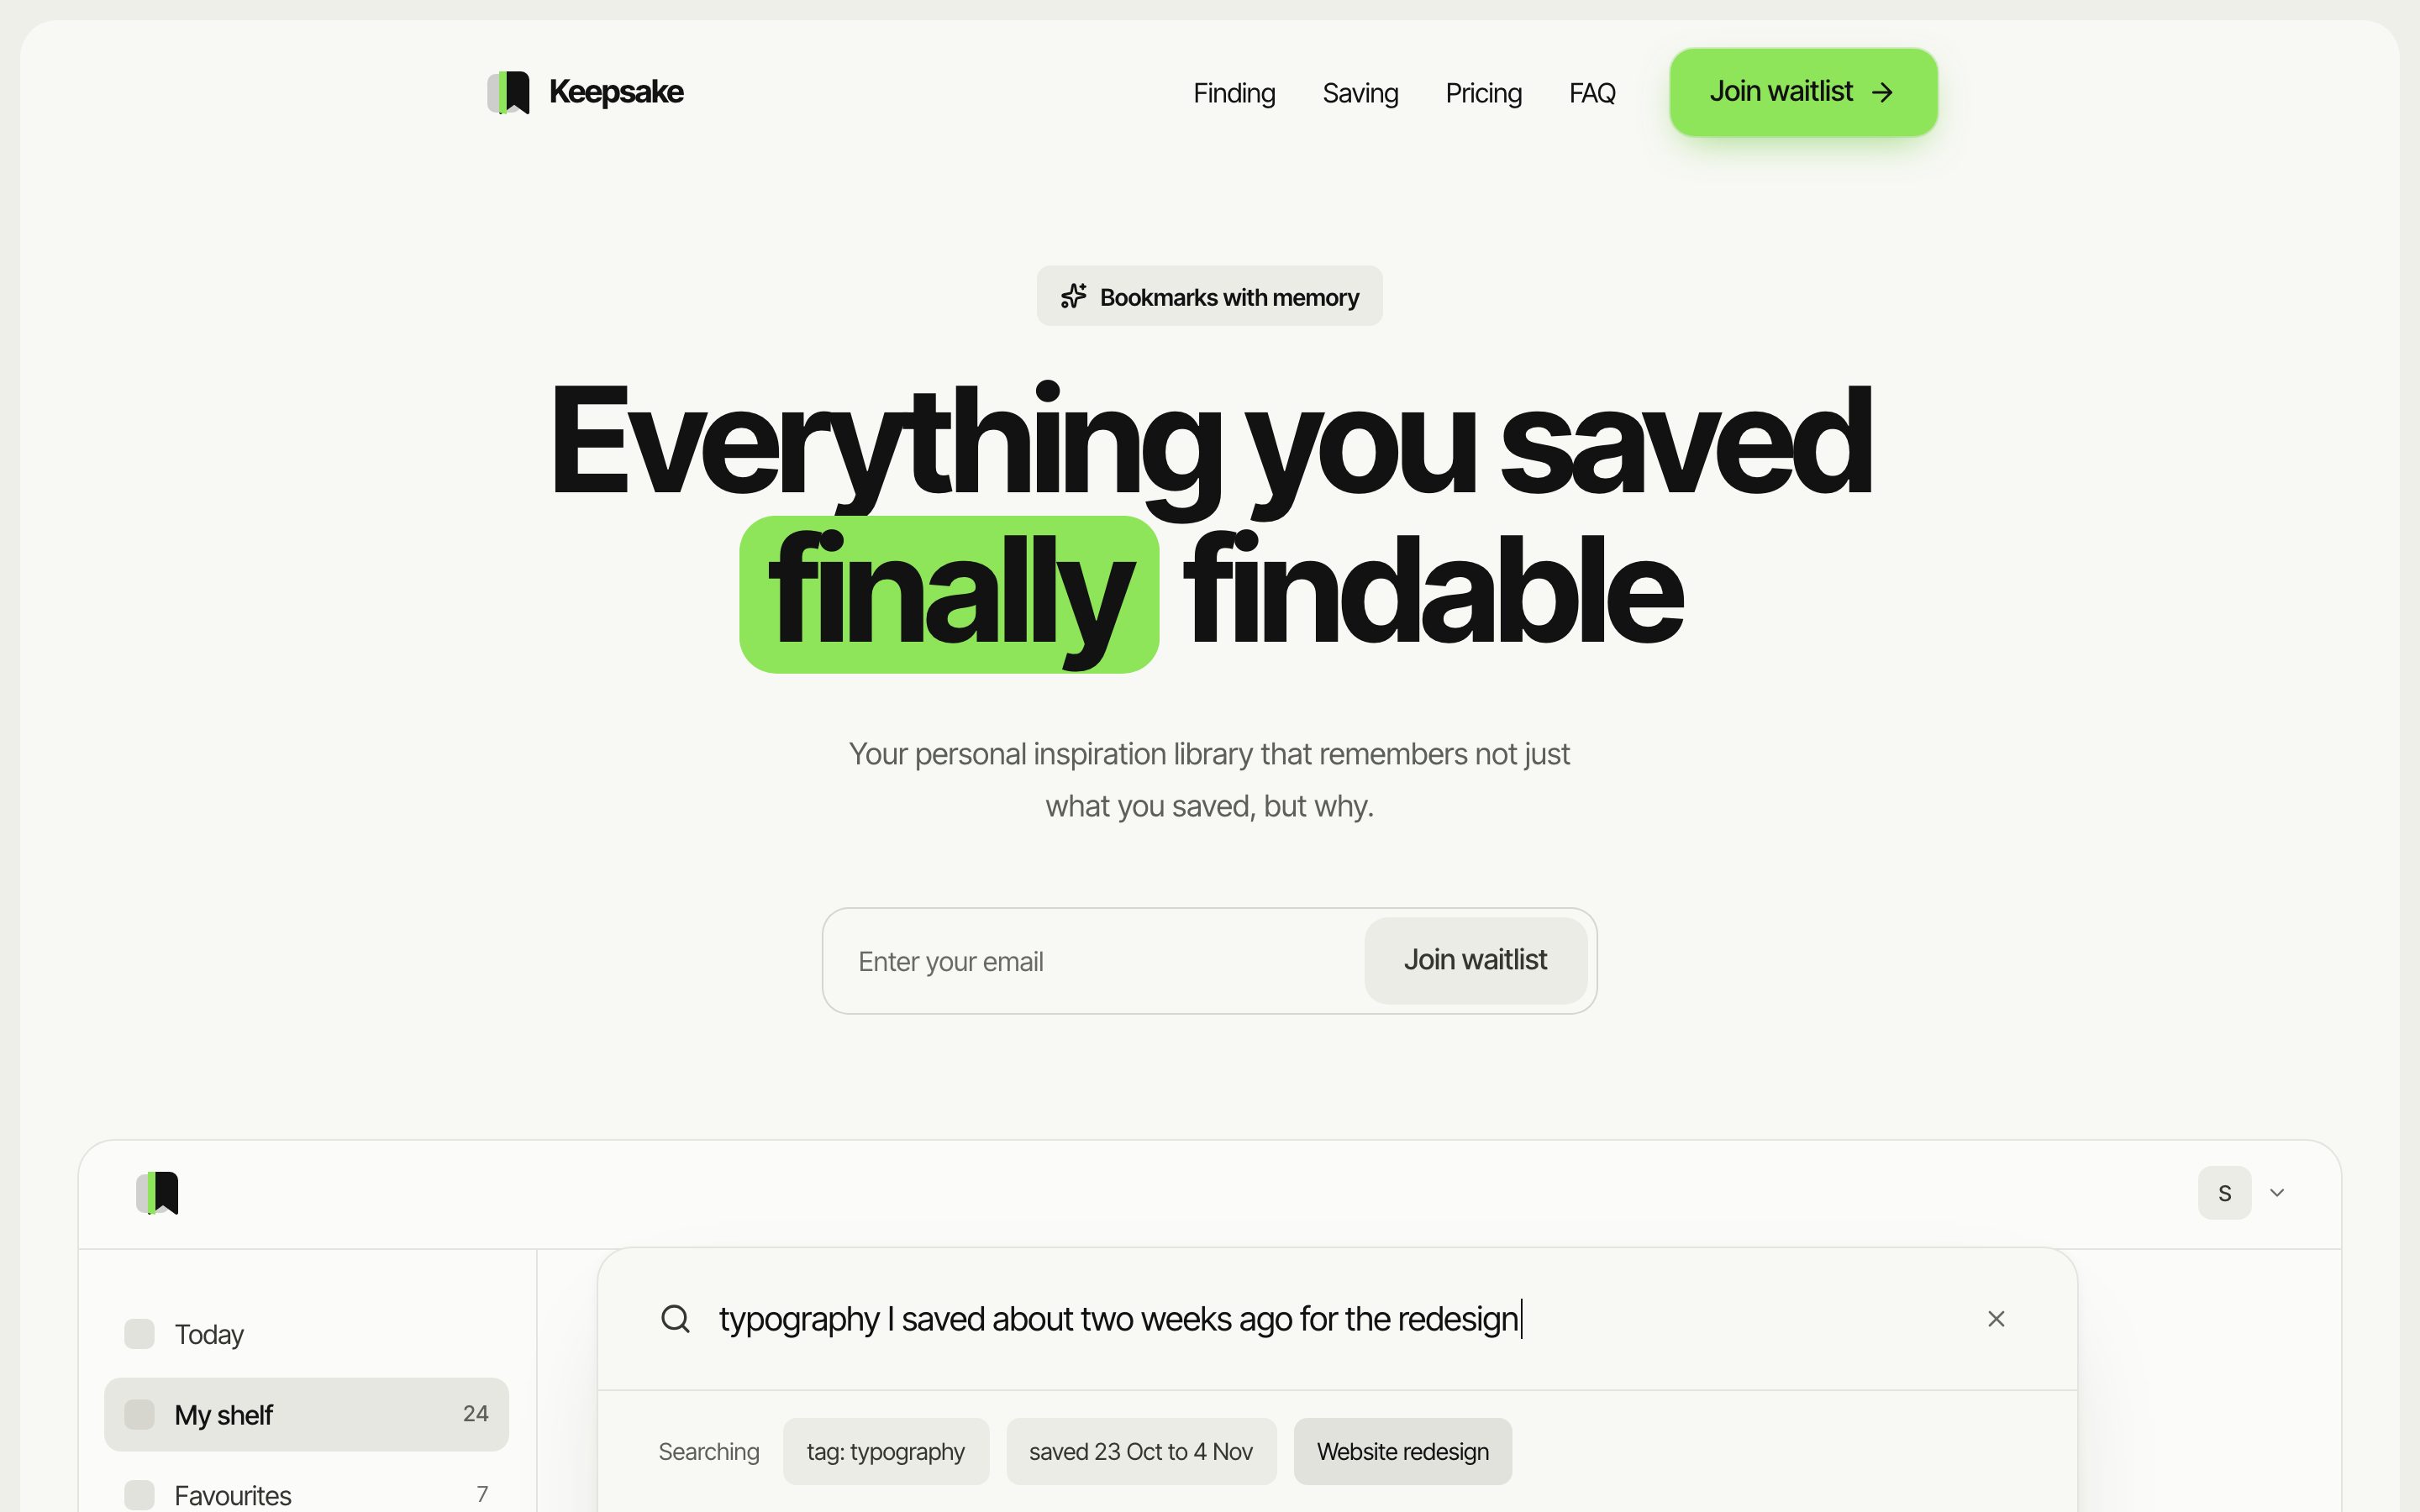 Keepsake
Finding Saving Pricing FAQ Join waitlist
Bookmarks with memory
Everything you saved
finally findable
Your personal inspiration library that remembers not just
what you saved, but why.
Enter your email Join waitlist
S
typography I saved about two weeks ago for the redesign
Today
My shelf 24
Searching tag: typography saved 23 Oct to 4 Nov Website redesign
Favourites 7